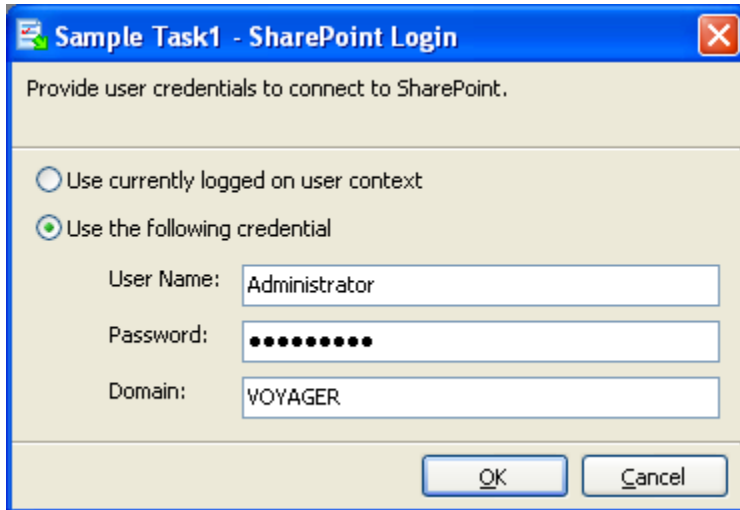 Sample Task1 - SharePoint Login
Provide user credentials to connect to SharePoint.
Use currently logged on user context
Use the following credential
User Name: Administrator
Password: ●●●●●●●●●
Domain: VOYAGER
OK Cancel